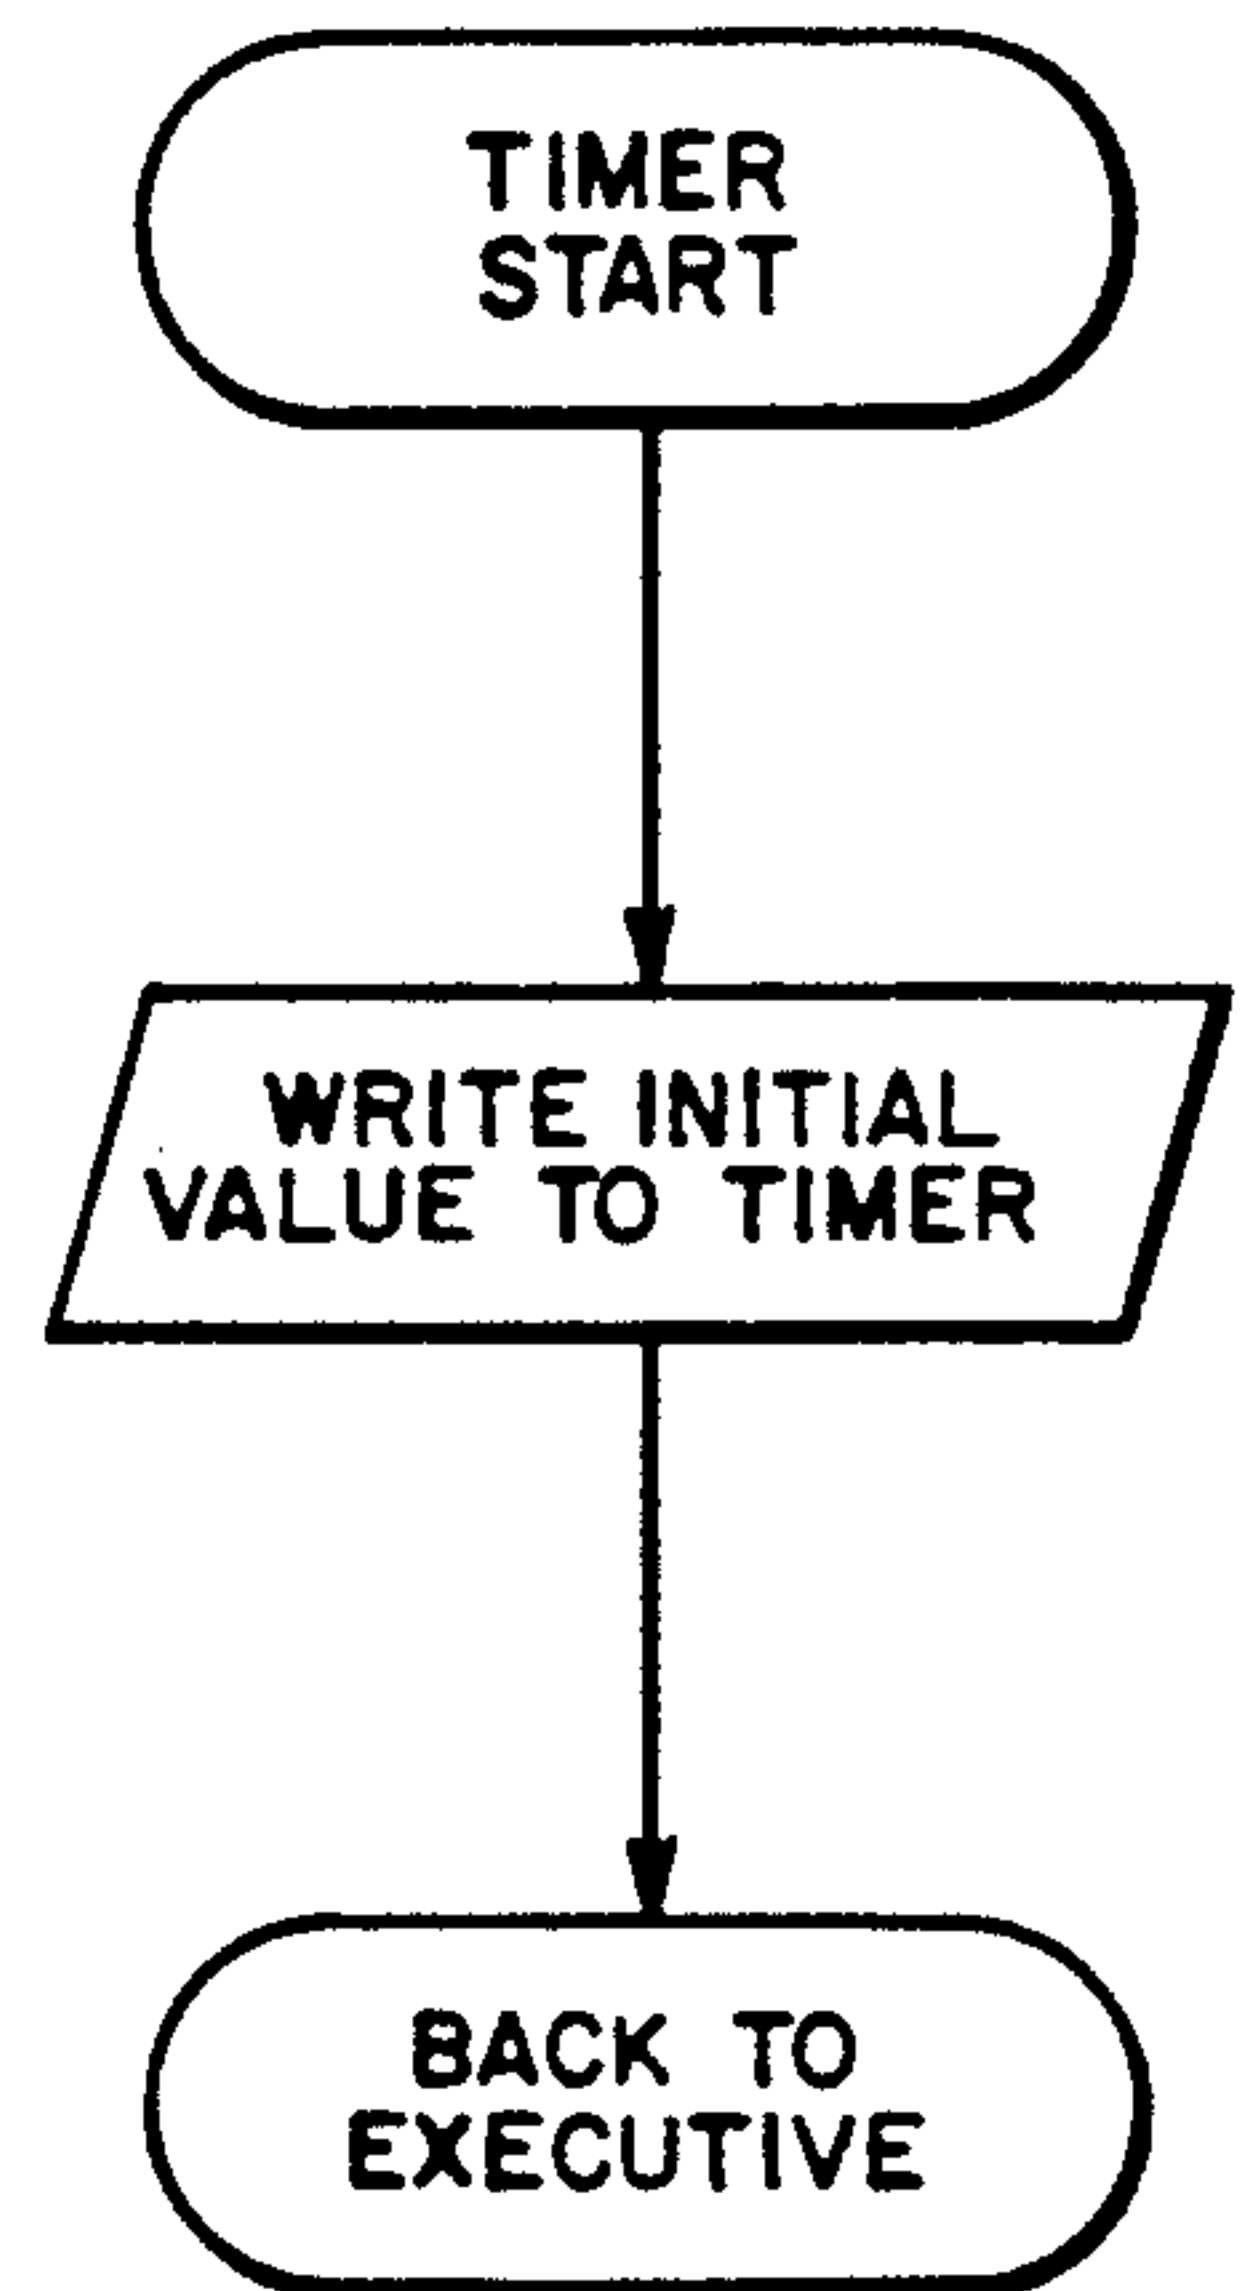 TIMER
START
WRITE INITIAL
VALUE TO TIMER
BACK TO
EXECUTIVE